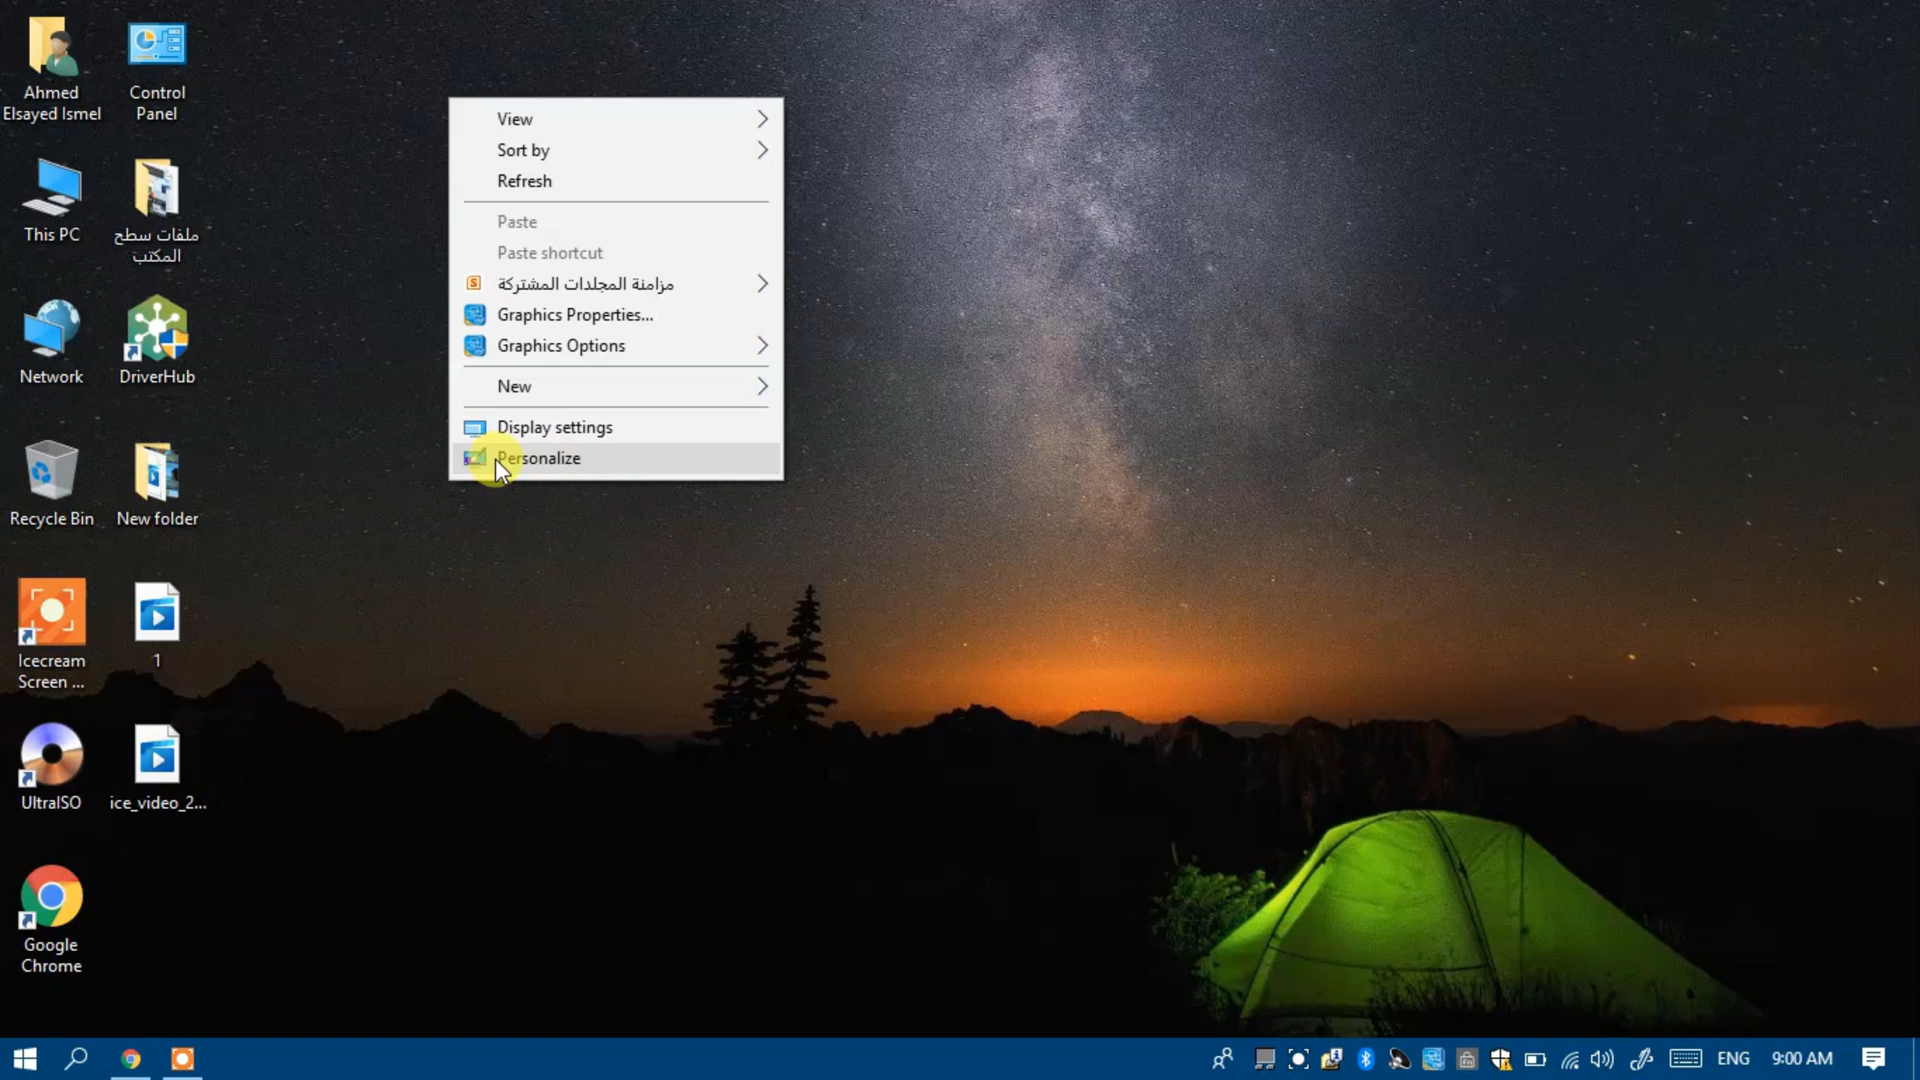 Ahmed
Elsayed Ismel
Control
Panel
This PC
ملفات سطح
المكتب
Network
DriverHub
Recycle Bin
New folder
Icecream
Screen ...
1
UltraISO
ice_video_2...
Google
Chrome
View
Sort by
Refresh
Paste
Paste shortcut
S
مزامنة المجلدات المشتركة
Graphics Properties...
Graphics Options
New
Display settings
Personalize
ENG
9:00 AM